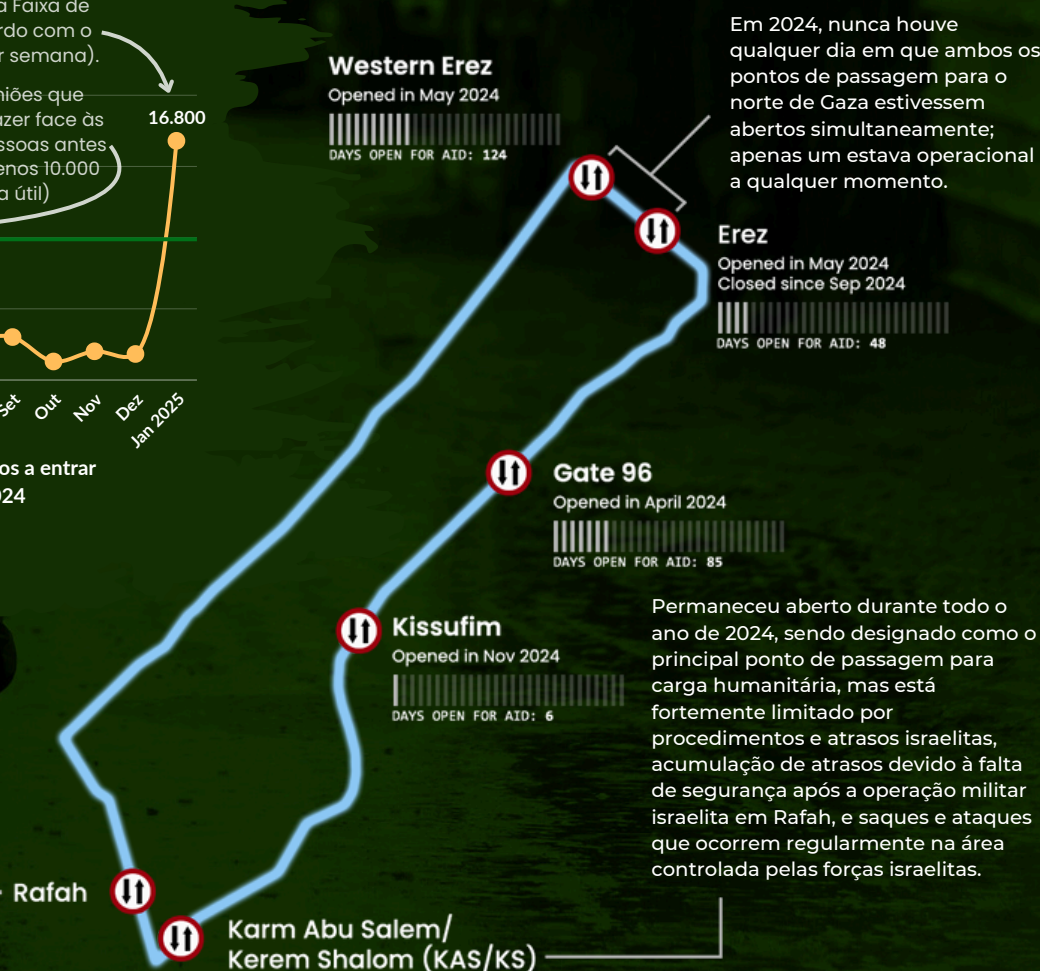 a Faixa de
rdo com o
r semana).
niões que
azer face às
ssoas antes
enos 10.000
a útil)
16.800
Set
Out
Nov
Dez
Jan 2025
os a entrar
024
Western Erez
Opened in May 2024
DAYS OPEN FOR AID: 124
Em 2024, nunca houve
qualquer dia em que ambos os
pontos de passagem para o
norte de Gaza estivessem
abertos simultaneamente;
apenas um estava operacional
a qualquer momento.
Erez
Opened in May 2024
Closed since Sep 2024
DAYS OPEN FOR AID: 48
Gate 96
Opened in April 2024
DAYS OPEN FOR AID: 85
Kissufim
Opened in Nov 2024
DAYS OPEN FOR AID: 6
Permaneceu aberto durante todo o
ano de 2024, sendo designado como o
principal ponto de passagem para
carga humanitária, mas está
fortemente limitado por
procedimentos e atrasos israelitas,
acumulação de atrasos devido à falta
de segurança após a operação militar
israelita em Rafah, e saques e ataques
que ocorrem regularmente na área
controlada pelas forças israelitas.
Rafah
Karm Abu Salem/
Kerem Shalom (KAS/KS)